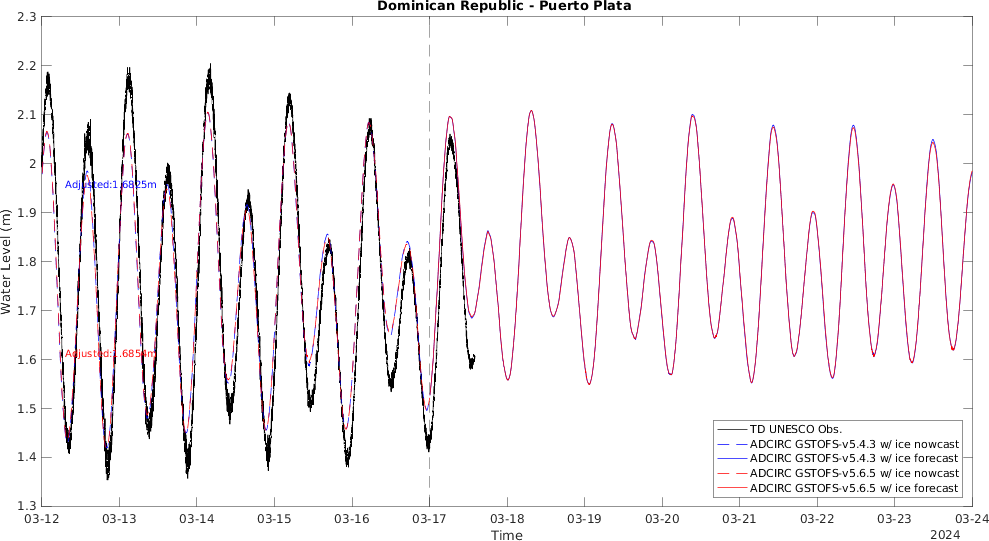 Dominican Republic - Puerto Plata
2.3
2.2
2.1
2
1.9
1.8
1.7
1.6
1.5
1.4
1.3
Water Level (m)
Adjusted:1.6825m
Adjusted:1.6854m
TD UNESCO Obs.
ADCIRC GSTOFS-v5.4.3 w/ ice nowcast
ADCIRC GSTOFS-v5.4.3 w/ ice forecast
ADCIRC GSTOFS-v5.6.5 w/ ice nowcast
ADCIRC GSTOFS-v5.6.5 w/ ice forecast
03-12 03-13 03-14 03-15 03-16 03-17 03-18 03-19 03-20 03-21 03-22 03-23 03-24
Time
2024